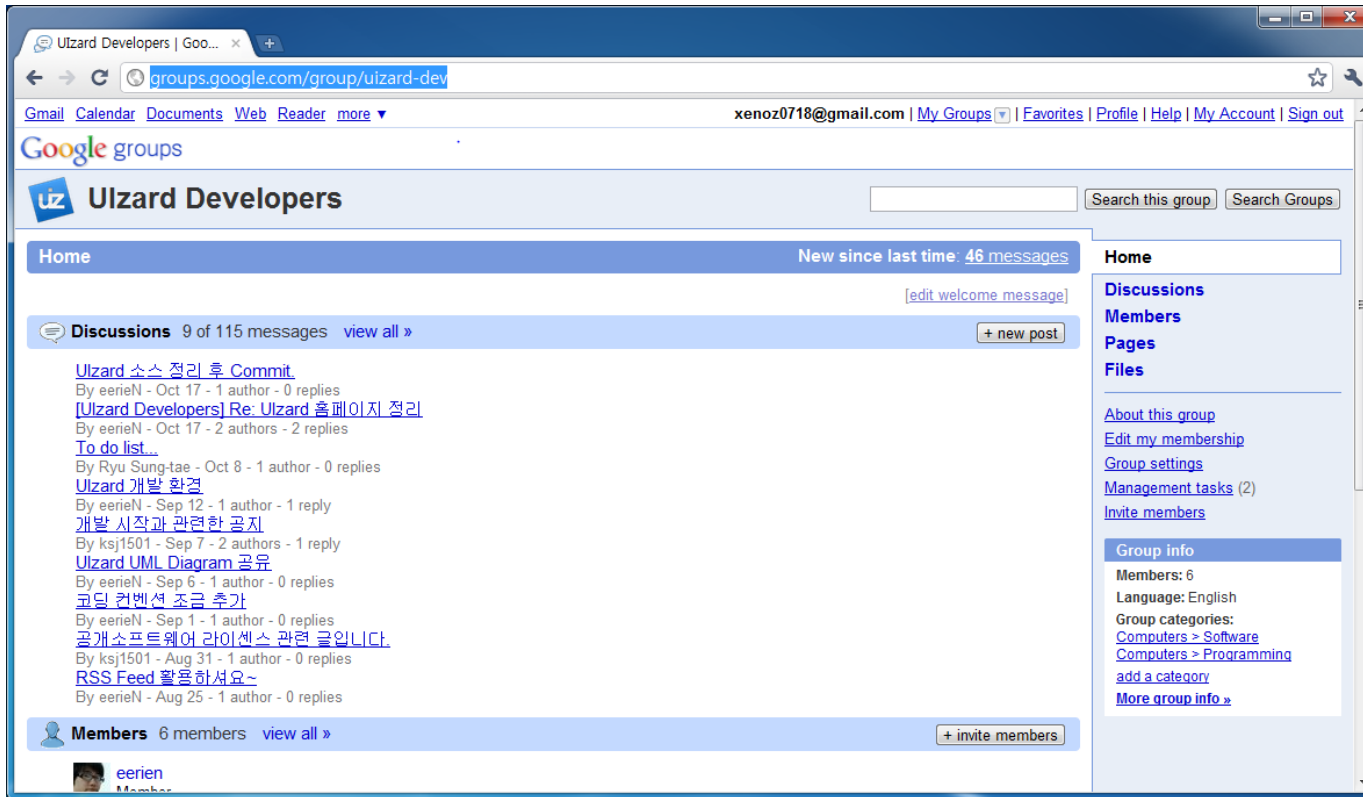 UIzard Developers | Goo...
groups.google.com/group/uizard-dev
Gmail Calendar Documents Web Reader more ▼
xenoz0718@gmail.com | My Groups | Favorites | Profile | Help | My Account | Sign out
Google groups
uiz UIzard Developers
Search this group Search Groups
Home New since last time: 46 messages
[edit welcome message]
Discussions 9 of 115 messages view all »
+ new post
UIzard 소스 정리 후 Commit.
By eerieN - Oct 17 - 1 author - 0 replies
[UIzard Developers] Re: UIzard 홈페이지 정리
By eerieN - Oct 17 - 2 authors - 2 replies
To do list...
By Ryu Sung-tae - Oct 8 - 1 author - 0 replies
UIzard 개발 환경
By eerieN - Sep 12 - 1 author - 1 reply
개발 시작과 관련한 공지
By ksj1501 - Sep 7 - 2 authors - 1 reply
UIzard UML Diagram 공유
By eerieN - Sep 6 - 1 author - 0 replies
코딩 컨벤션 조금 추가
By eerieN - Sep 1 - 1 author - 0 replies
공개소프트웨어 라이센스 관련 글입니다.
By ksj1501 - Aug 31 - 1 author - 0 replies
RSS Feed 활용하셔요~
By eerieN - Aug 25 - 1 author - 0 replies
Members 6 members view all »
+ invite members
eerien
Member
Home
Discussions
Members
Pages
Files
About this group
Edit my membership
Group settings
Management tasks (2)
Invite members
Group info
Members: 6
Language: English
Group categories:
Computers > Software
Computers > Programming
add a category
More group info »